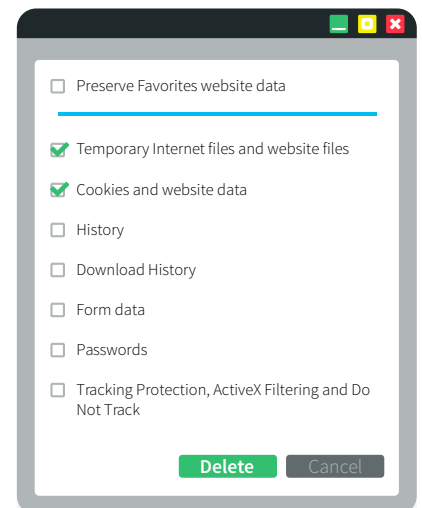 Preserve Favorites website data
Temporary Internet files and website files
Cookies and website data
History
Download History
Form data
Passwords
Tracking Protection, ActiveX Filtering and Do
Not Track
Delete
Cancel